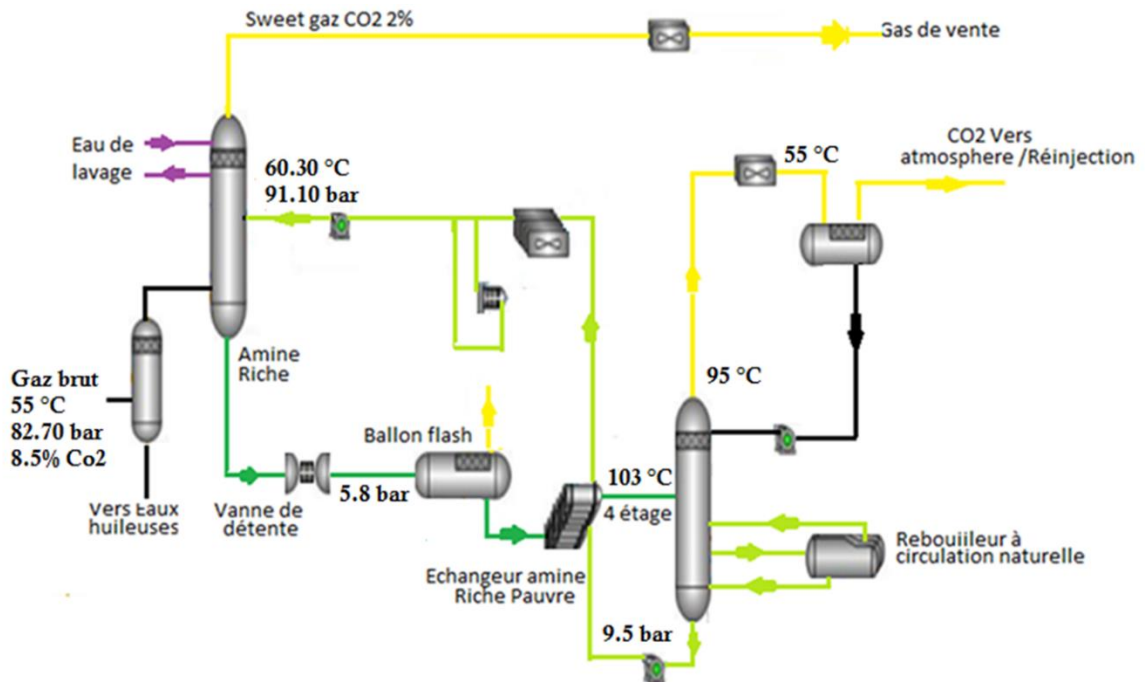 Sweet gaz CO2 2%
Gas de vente
Eau de
lavage
60.30 °C
91.10 bar
55 °C
CO2 Vers
atmosphere /Réinjection
Amine
Riche
Gaz brut
55 °C
82.70 bar
8.5% Co2
95 °C
Ballon flash
Vers Eaux
huileuses
Vanne de
détente
5.8 bar
103 °C
4 étage
Echangeur amine
Riche Pauvre
Rebouiileur à
circulation naturelle
9.5 bar